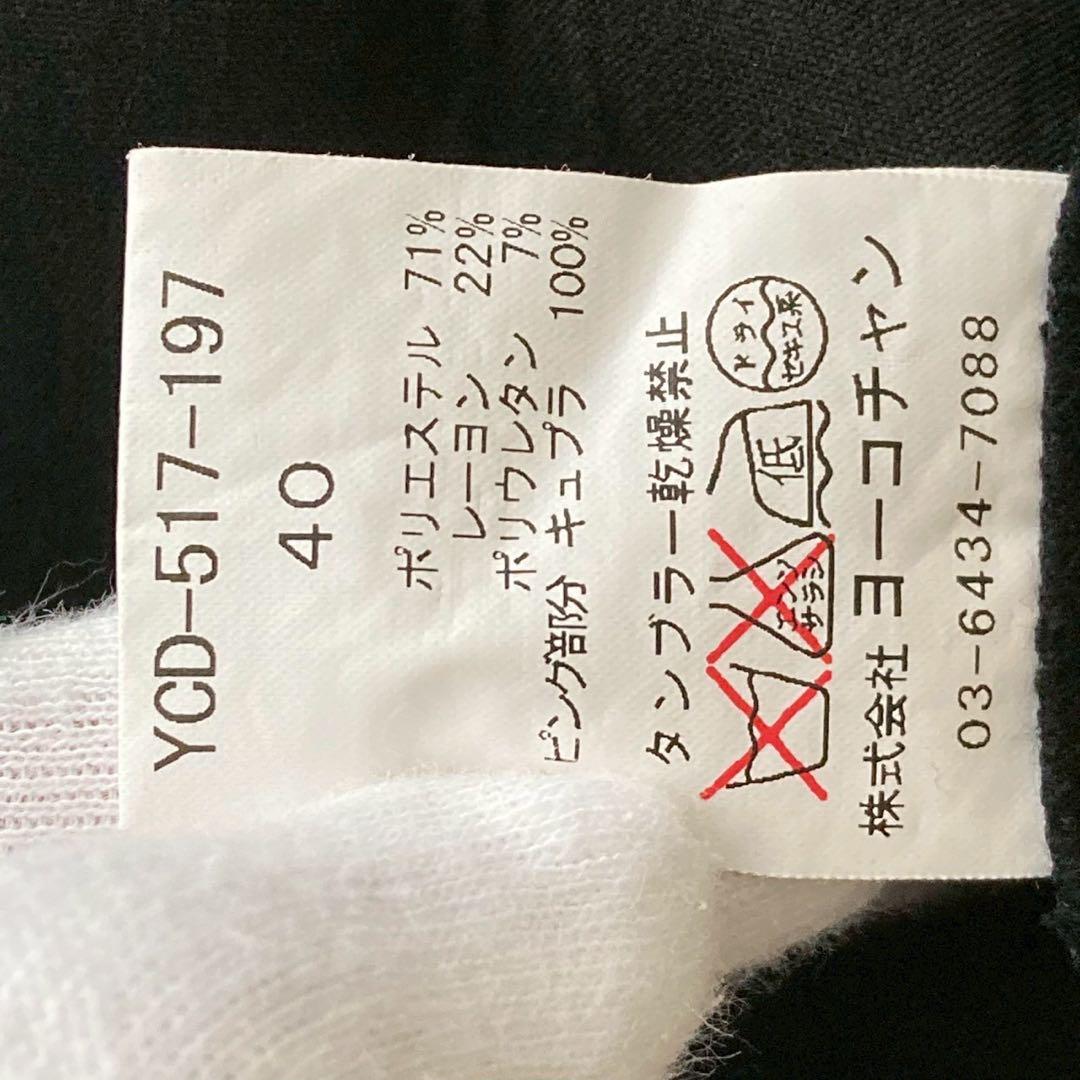 YCD-517-197
40
ポリエステル 71%
レーヨン 22%
ポリウレタン 7%
ピング部分 キュプラ 100%
タンブラー乾燥禁止
エンソ サラシ 低 ドライ セキユ系
株式会社 ヨーコチャン
03-6434-7088